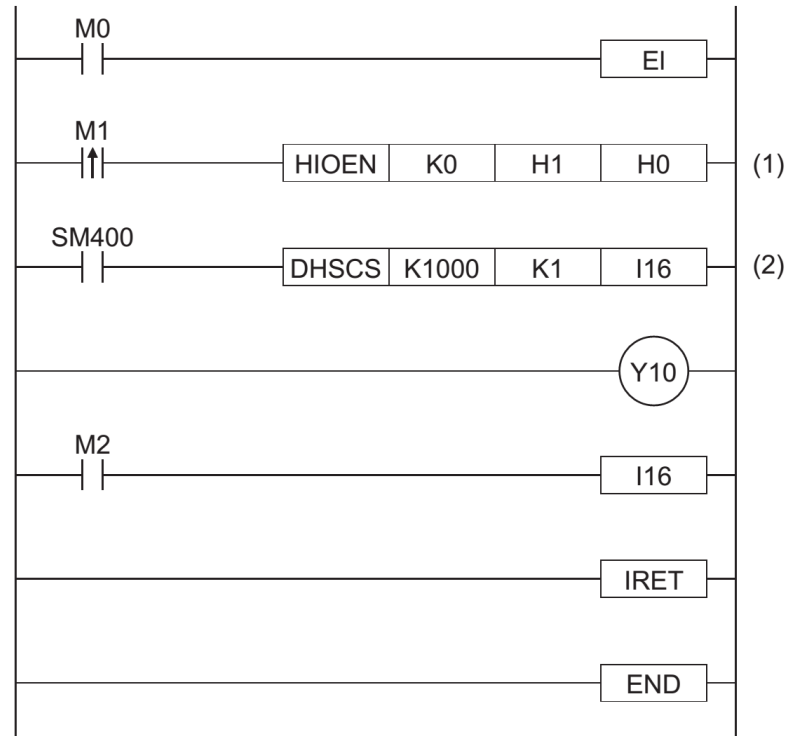 M0
EI
M1
HIOEN K0 H1 H0 (1)
SM400
DHSCS K1000 K1 I16 (2)
Y10
M2
I16
IRET
END